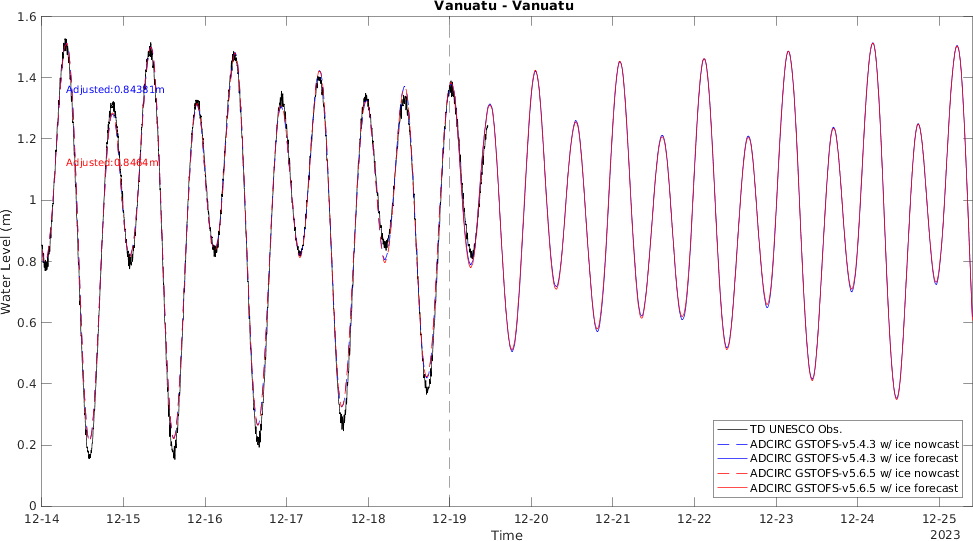 Vanuatu - Vanuatu
1.6
1.4
Adjusted:0.84381m
1.2
Adjusted:0.8464m
1
Water Level (m)
0.8
0.6
0.4
0.2
0
TD UNESCO Obs.
ADCIRC GSTOFS-v5.4.3 w/ ice nowcast
ADCIRC GSTOFS-v5.4.3 w/ ice forecast
ADCIRC GSTOFS-v5.6.5 w/ ice nowcast
ADCIRC GSTOFS-v5.6.5 w/ ice forecast
12-14 12-15 12-16 12-17 12-18 12-19 12-20 12-21 12-22 12-23 12-24 12-25
Time
2023